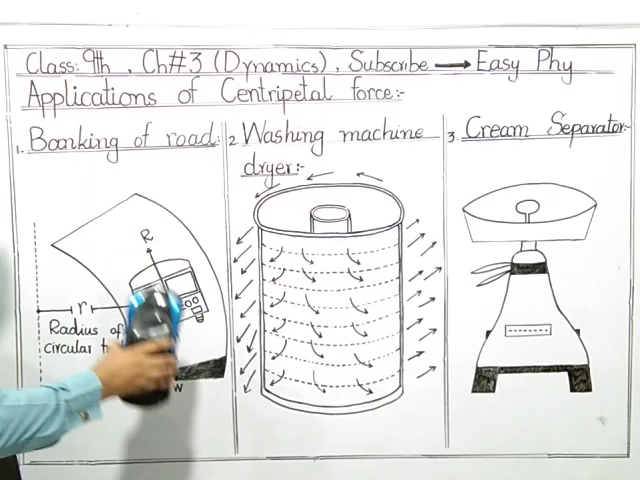 Class: 9th , Ch#3 (Dynamics) , Subscribe → Easy Phy
Applications of Centripetal force:-
1. Banking of road:
2. Washing machine
dryer:-
3. Cream Separator:-
R
r
Radius of
circular
W